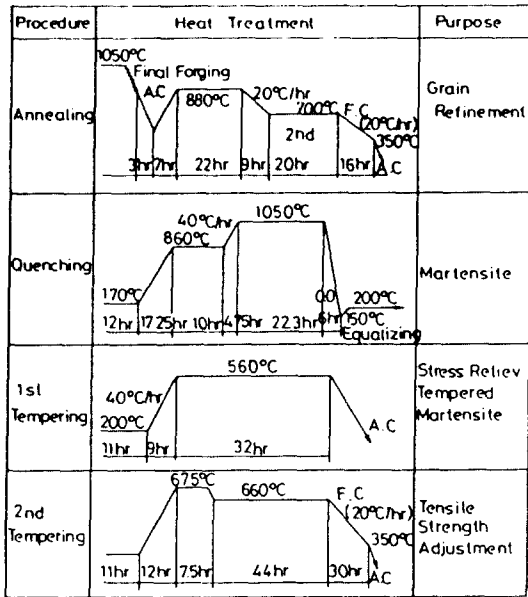 Procedure Heat Treatment Purpose
1050°C
Final Forging
A.C
880°C 20°C/hr 700°C F.C
(20°C/hr)
2nd 350°C
Annealing
3hr 7hr 22hr 9hr 20hr 16hr A.C
Grain
Refinement
1050°C
40°C/hr
860°C
Quenching
170°C 200°C
12hr 17.25hr 10hr 4.75hr 22.3hr 6hr 150°C
Equalizing
Martensite
560°C
40°C/hr
1st
Tempering
200°C A.C
11hr 9hr 32hr
Stress Reliev
Tempered
Martensite
675°C 660°C F.C
(20°C/hr)
2nd
Tempering
350°C
11hr 12hr 7.5hr 44hr 30hr A.C
Tensile
Strength
Adjustment